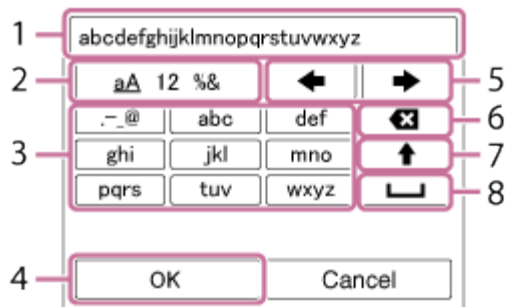 1 abcdefghijklmnopqrstuvwxyz
2 aA 12 %& 5
.-_@ abc def 6
3 ghi jkl mno 7
pqrs tuv wxyz 8
4 OK Cancel